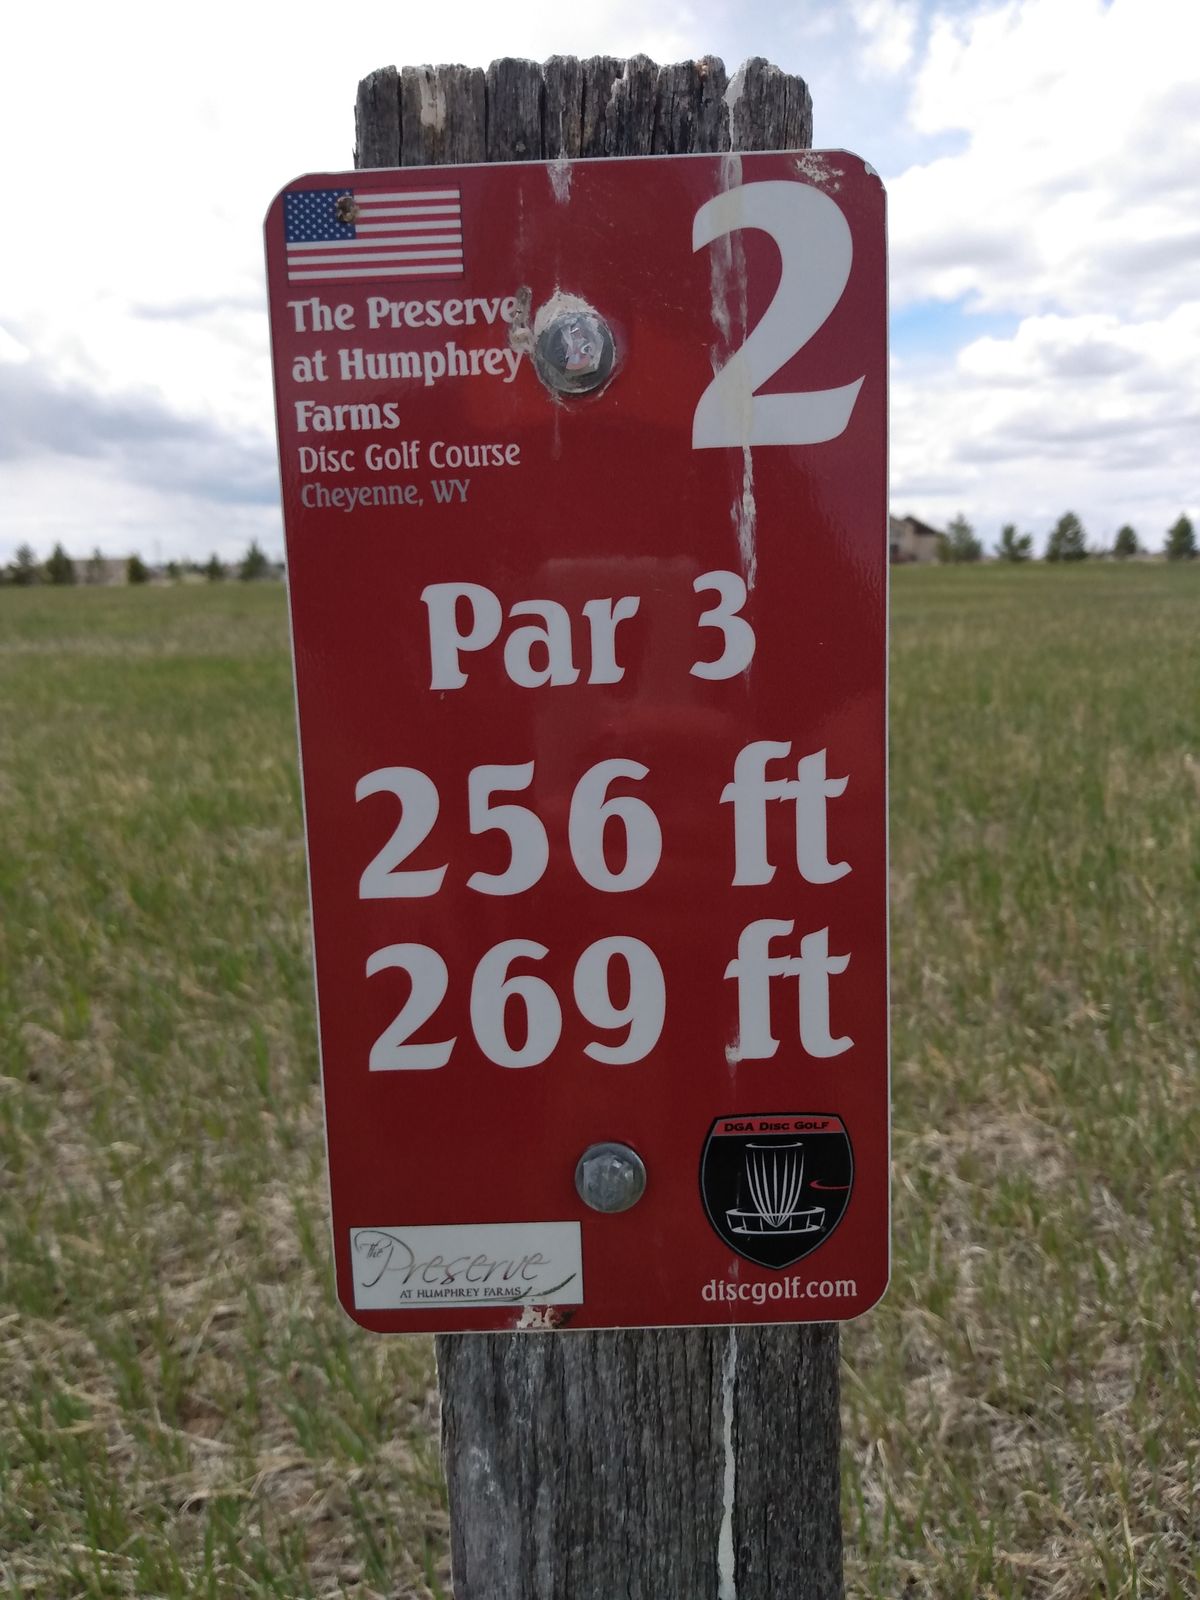 2
The Preserve
at Humphrey
Farms
Disc Golf Course
Cheyenne, WY
Par 3
256 ft
269 ft
DGA Disc Golf
The Preserve
AT HUMPHREY FARMS
discgolf.com